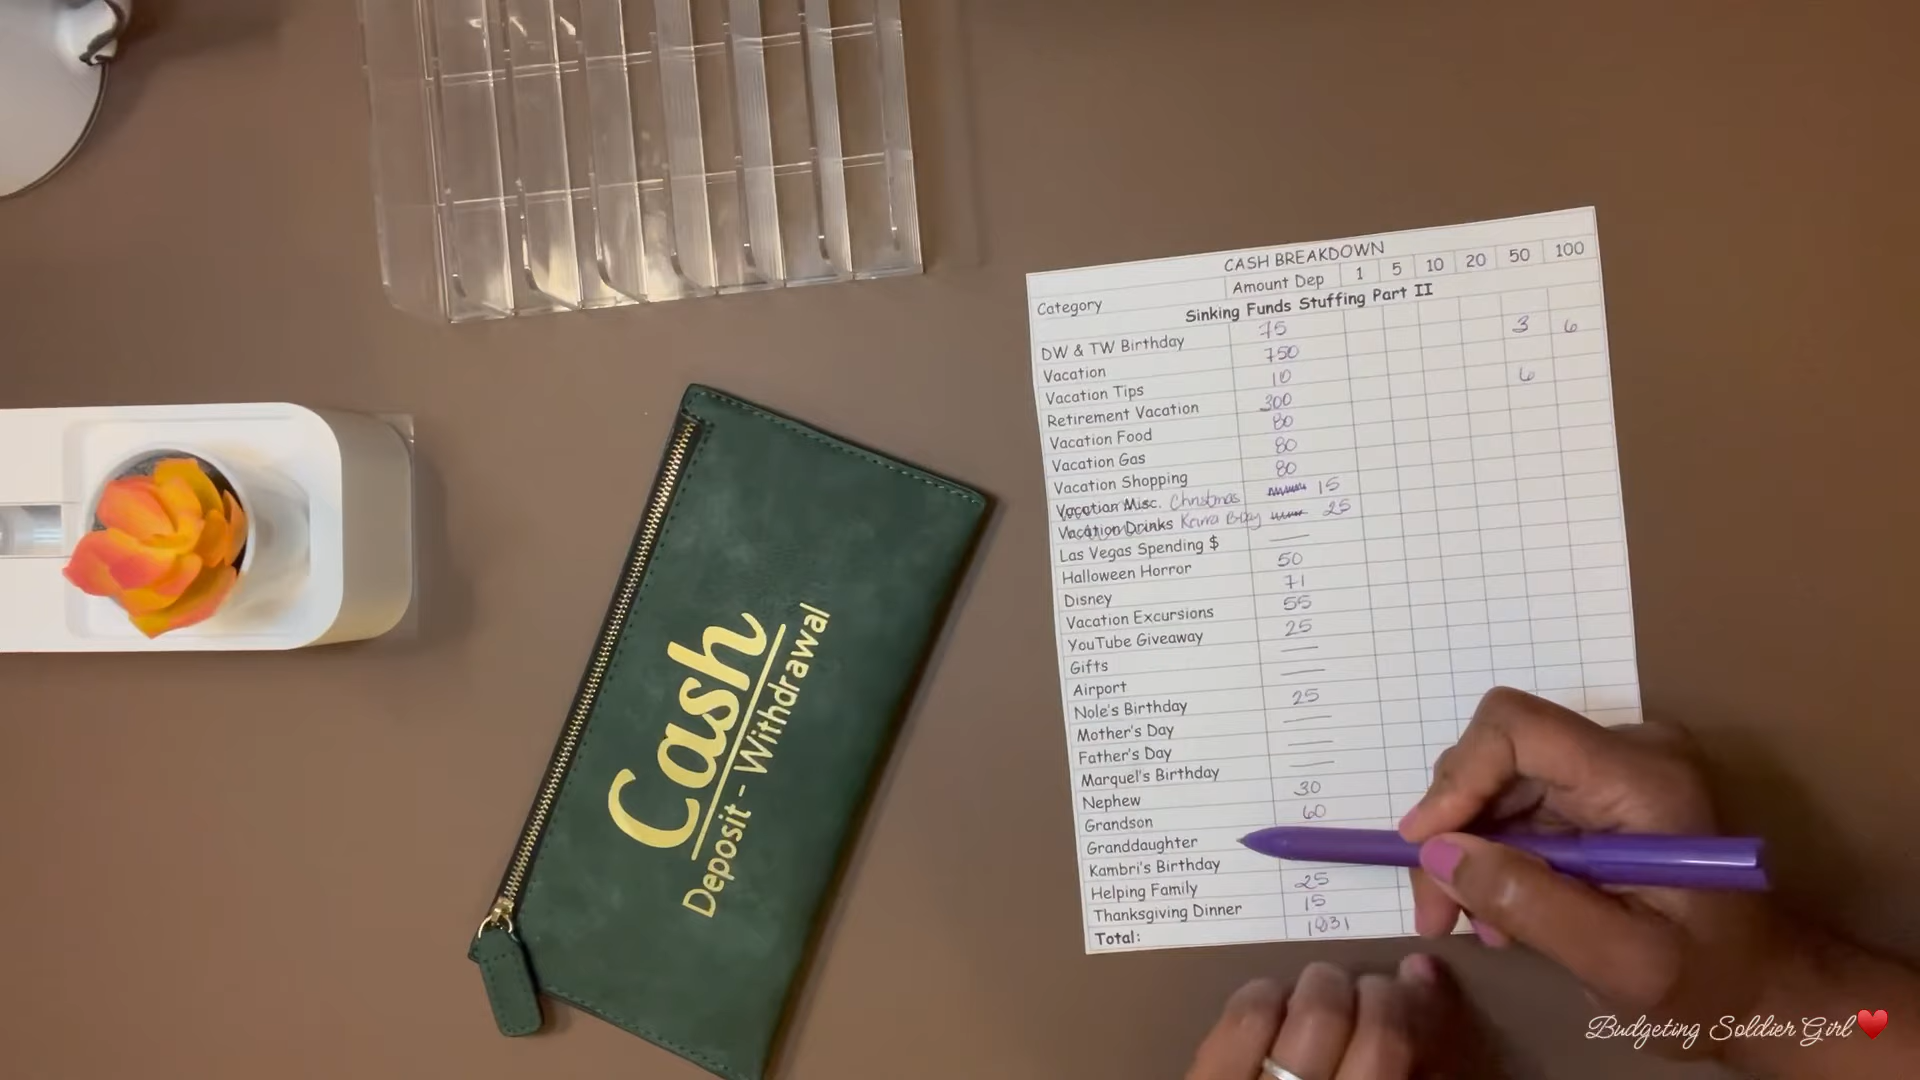 CASH BREAKDOWN
Category Amount Dep 1 5 10 20 50 100
Sinking Funds Stuffing Part II
DW & TW Birthday 75 3 6
Vacation 750
Vacation Tips 10 6
Retirement Vacation 300
Vacation Food 80
Vacation Gas 80
Vacation Shopping 80
Vacation Misc. Christmas 15
Vacation Drinks BDay 25
Las Vegas Spending $ —
Halloween Horror 50
Disney 71
Vacation Excursions 55
YouTube Giveaway 25
Gifts —
Airport —
Nole's Birthday 25
Mother's Day —
Father's Day —
Marquel's Birthday —
Nephew 30
Grandson 60
Granddaughter
Kambri's Birthday
Helping Family 25
Thanksgiving Dinner 15
Total: 1831
Cash
Deposit - Withdrawal
Budgeting Soldier Girl